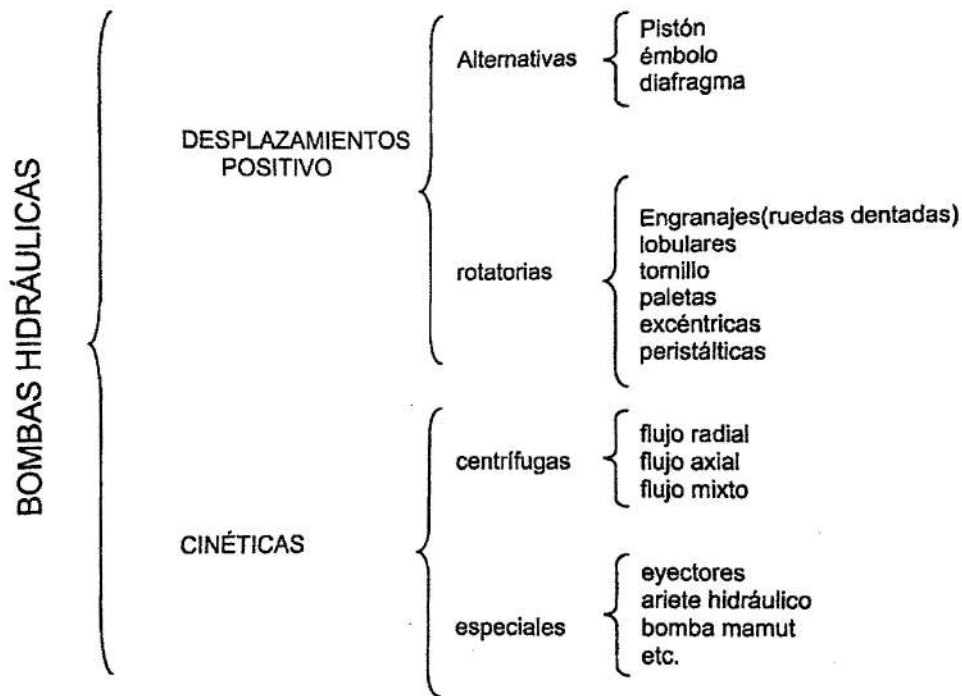 BOMBAS HIDRÁULICAS
DESPLAZAMIENTOS
POSITIVO
Alternativas
Pistón
émbolo
diafragma
rotatorias
Engranajes(ruedas dentadas)
lobulares
tornillo
paletas
excéntricas
peristálticas
CINÉTICAS
centrífugas
flujo radial
flujo axial
flujo mixto
especiales
eyectores
ariete hidráulico
bomba mamut
etc.